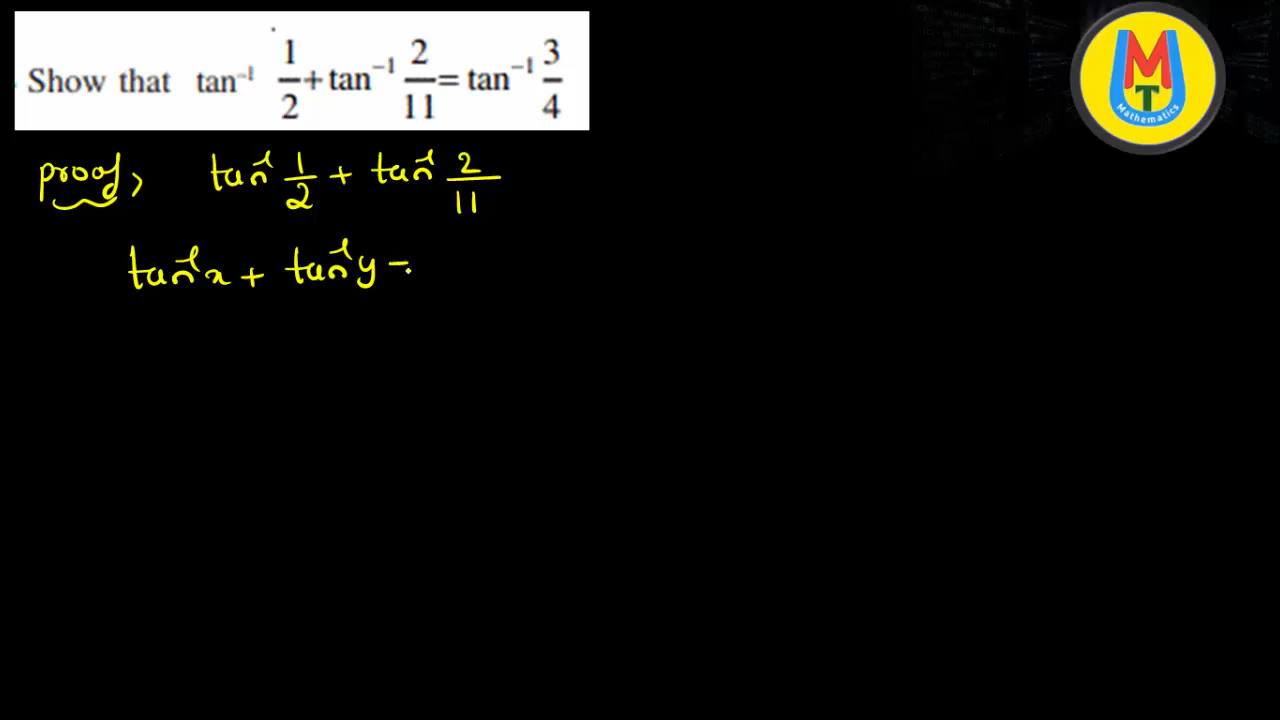 Show that tan⁻¹ 1/2 + tan⁻¹ 2/11 = tan⁻¹ 3/4
proof, tan⁻¹ 1/2 + tan⁻¹ 2/11
tan⁻¹x + tan⁻¹y -
MUT
Mathematics